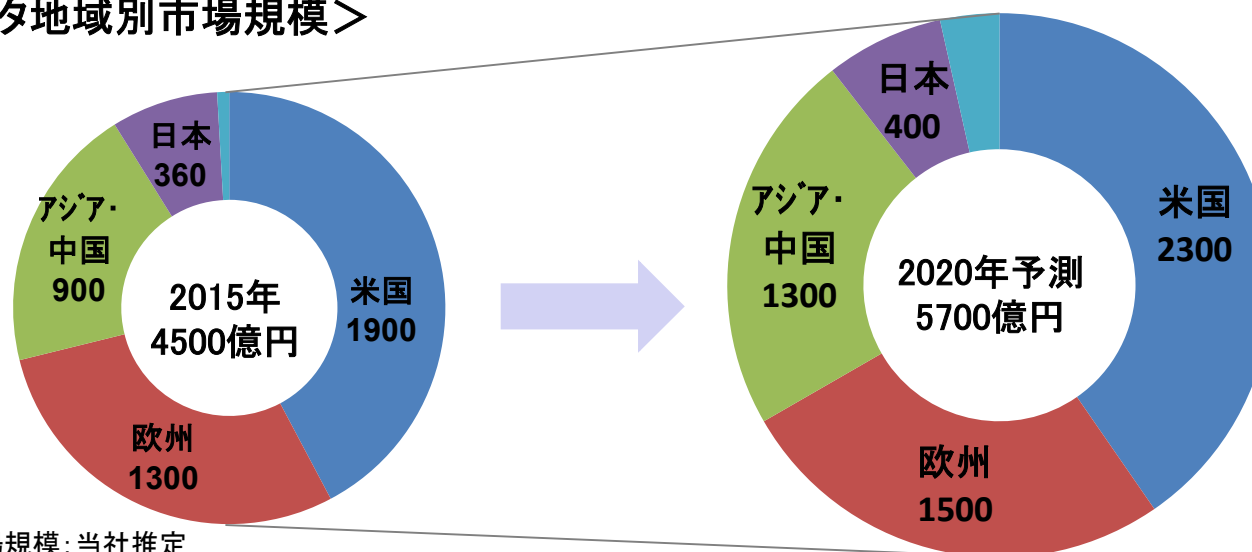 タ地域別市場規模＞
日本
360
アジア・
中国
900
米国
1900
欧州
1300
2015年
4500億円
日本
400
アジア・
中国
1300
米国
2300
欧州
1500
2020年予測
5700億円
場規模：当社推定